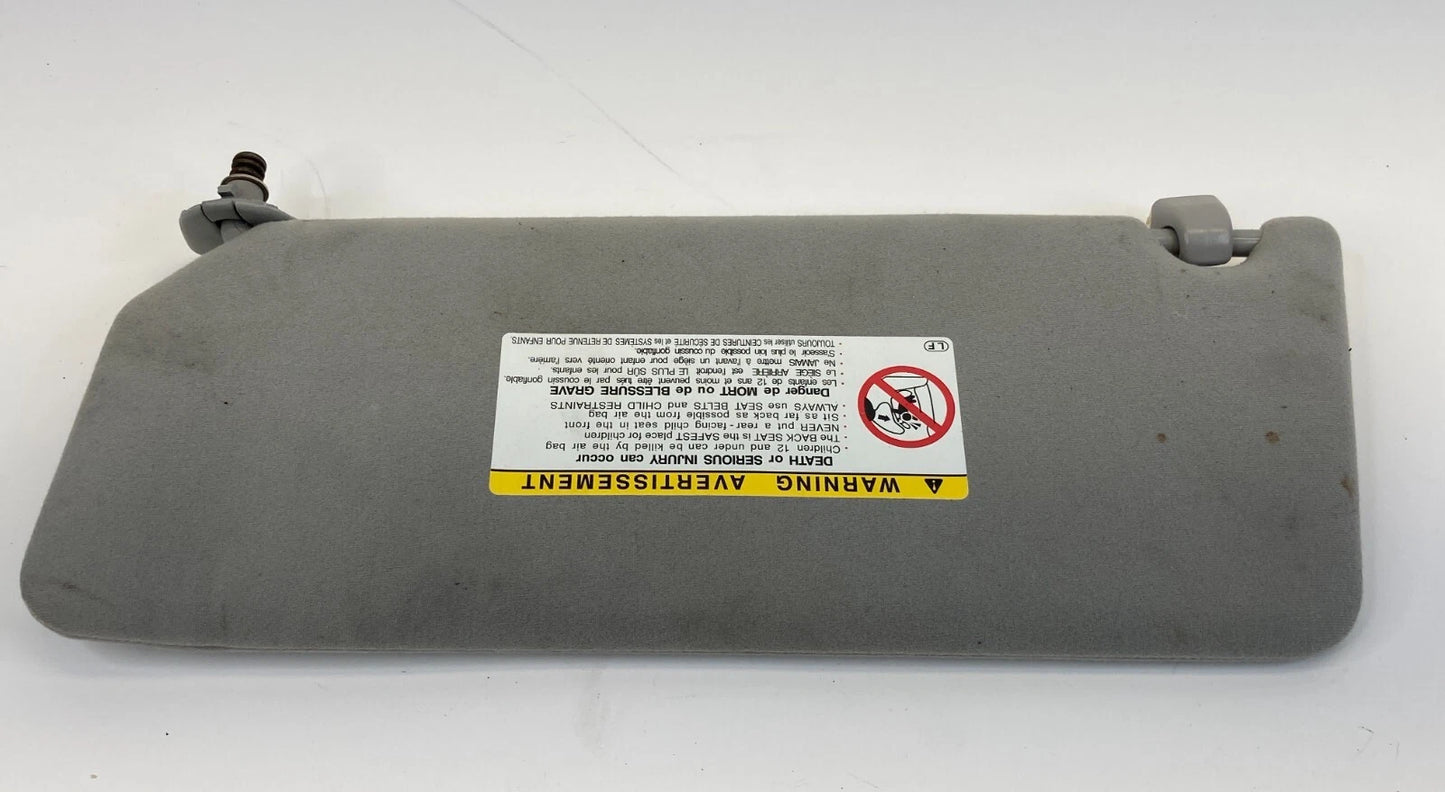 ⚠ WARNING AVERTISSEMENT
DEATH or SERIOUS INJURY can occur
· Children 12 and under can be killed by the air bag
· The BACK SEAT is the SAFEST place for children
· NEVER put a rear-facing child seat in the front
· Sit as far back as possible from the air bag
· ALWAYS use SEAT BELTS and CHILD RESTRAINTS
Danger de MORT ou de BLESSURE GRAVE
· Les enfants de 12 ans et moins peuvent être tués par le coussin gonflable.
· Le SIÈGE ARRIÈRE est l'endroit LE PLUS SÛR pour les enfants.
· Ne JAMAIS mettre à l'avant un siège pour enfant orienté vers l'arrière.
· S'asseoir le plus loin possible du coussin gonflable.
· TOUJOURS utiliser les CEINTURES DE SÉCURITÉ et les SYSTÈMES DE RETENUE POUR ENFANTS.
LF